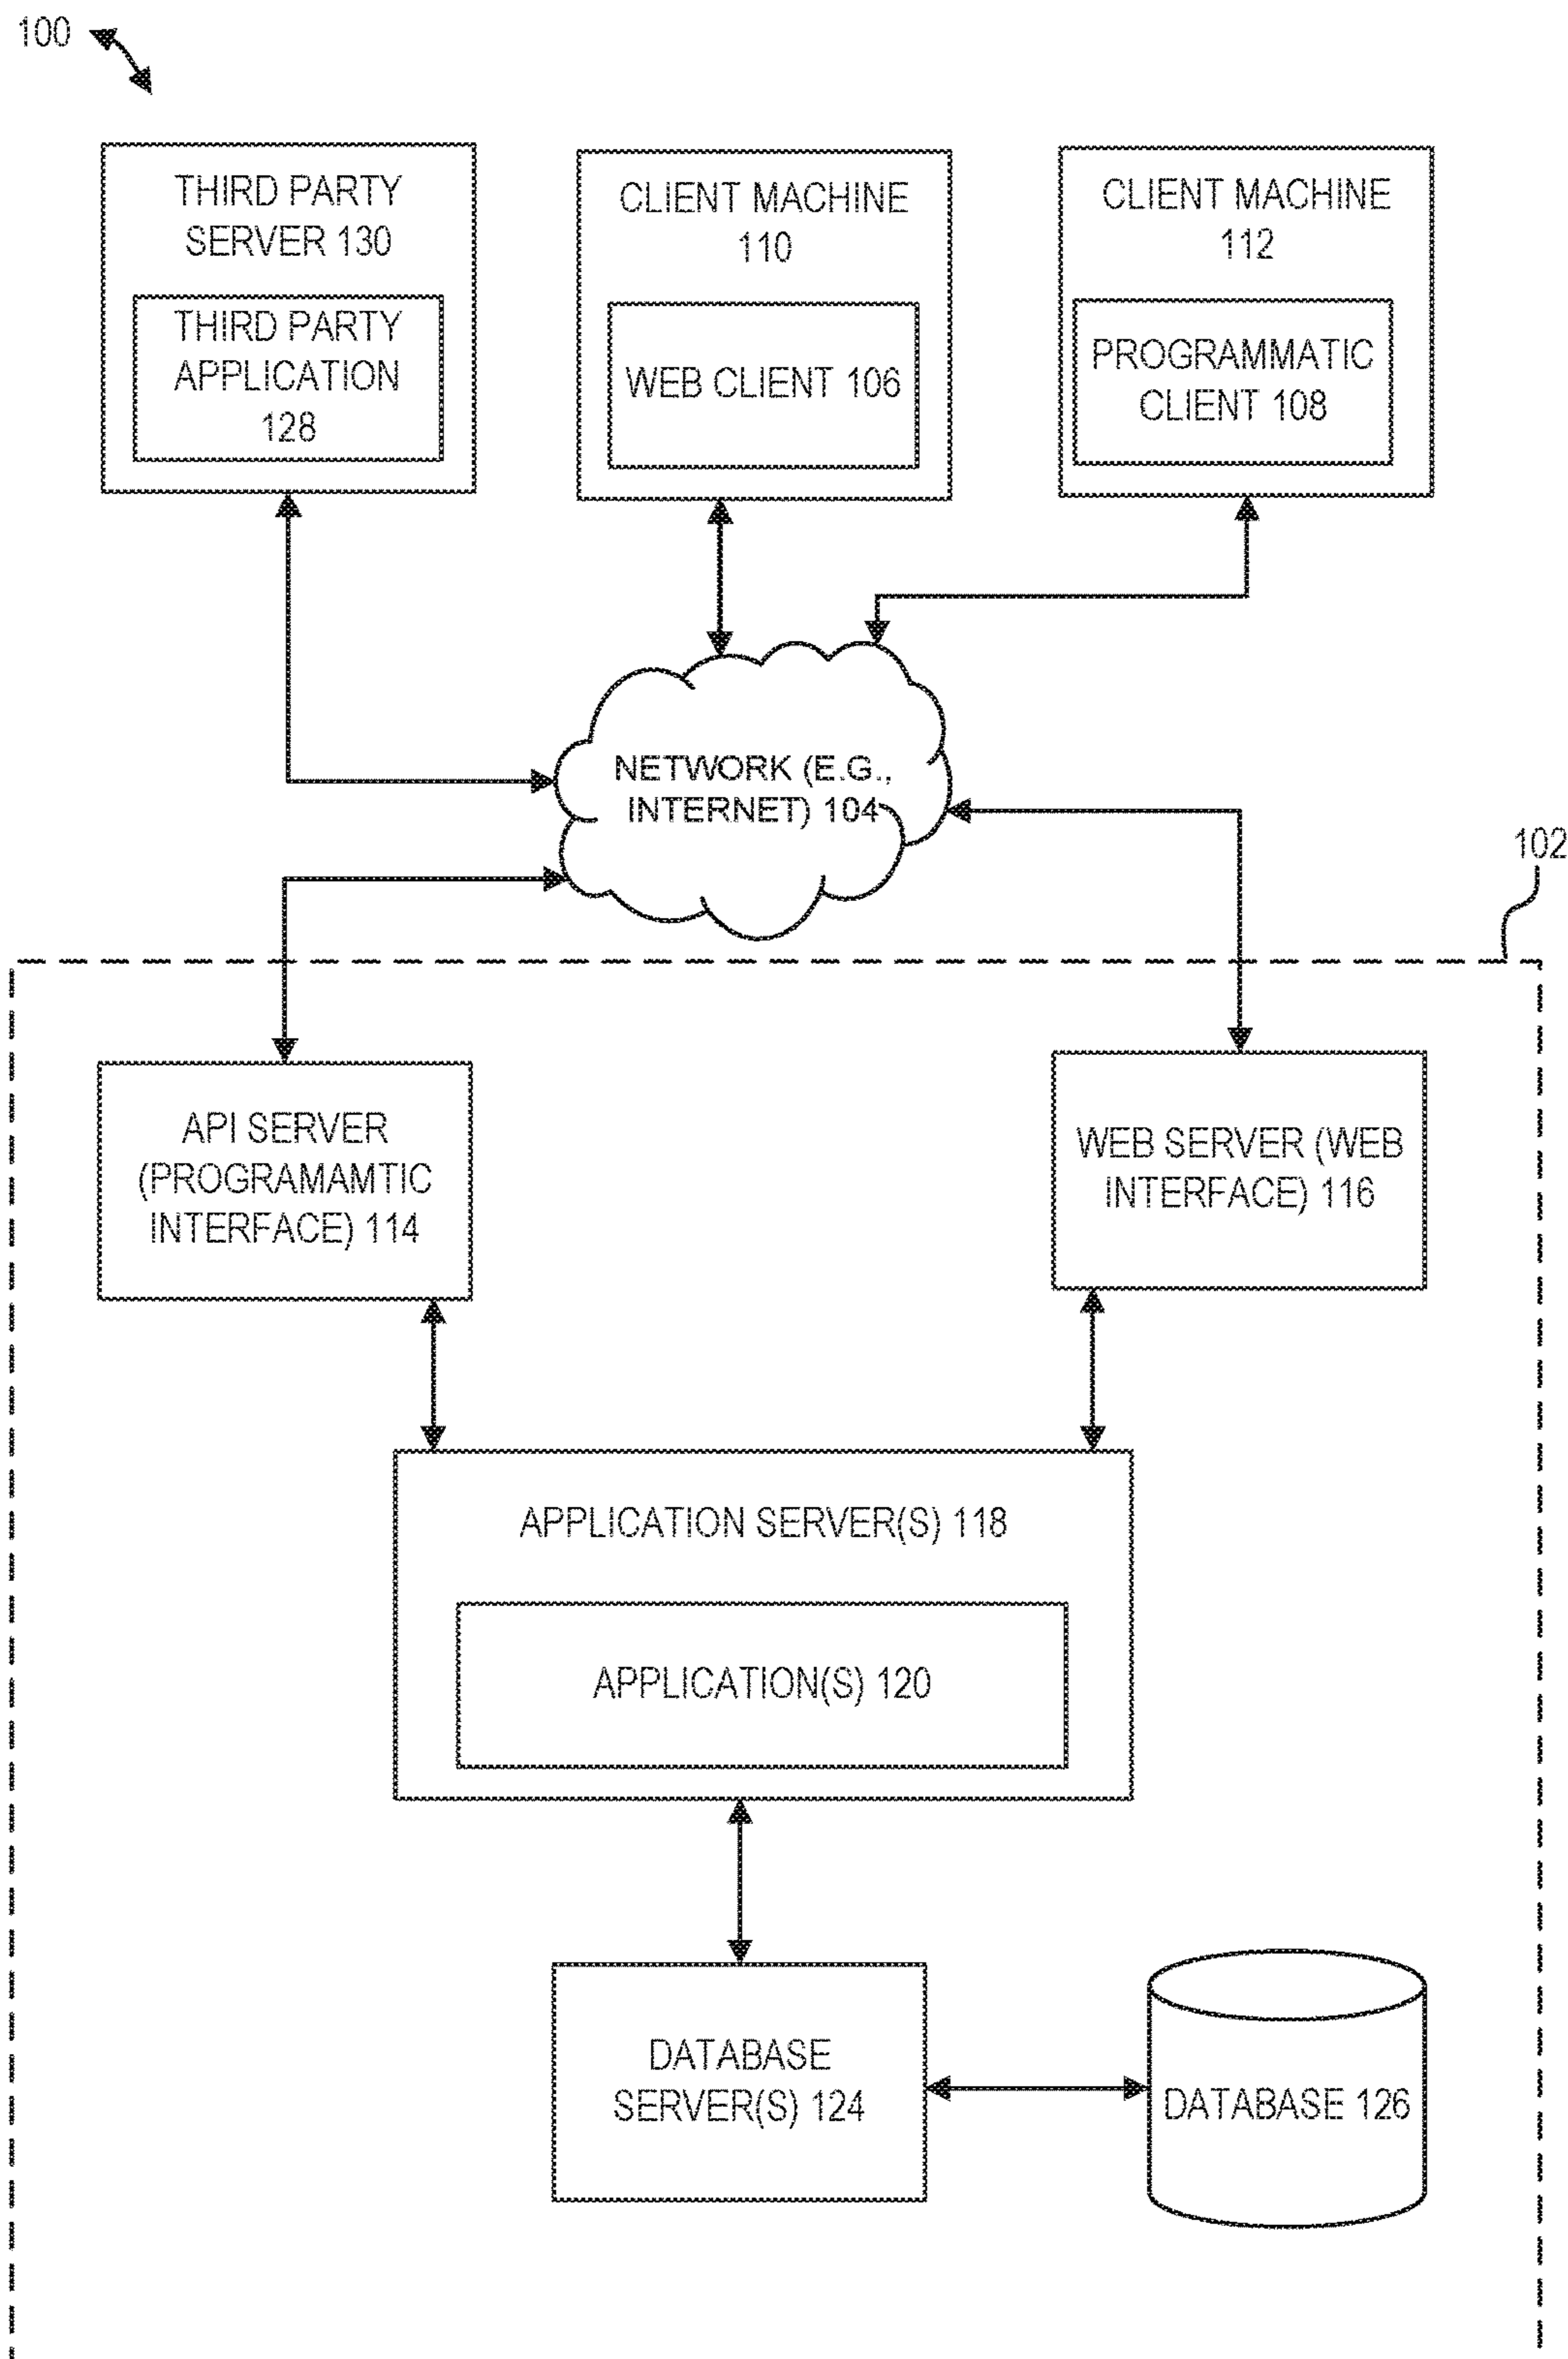 100
THIRD PARTY
SERVER 130
THIRD PARTY
APPLICATION
128
CLIENT MACHINE
110
WEB CLIENT 106
CLIENT MACHINE
112
PROGRAMMATIC
CLIENT 108
NETWORK (E.G.,
INTERNET) 104
102
API SERVER
(PROGRAMAMTIC
INTERFACE) 114
WEB SERVER (WEB
INTERFACE) 116
APPLICATION SERVER(S) 118
APPLICATION(S) 120
DATABASE
SERVER(S) 124
DATABASE 126